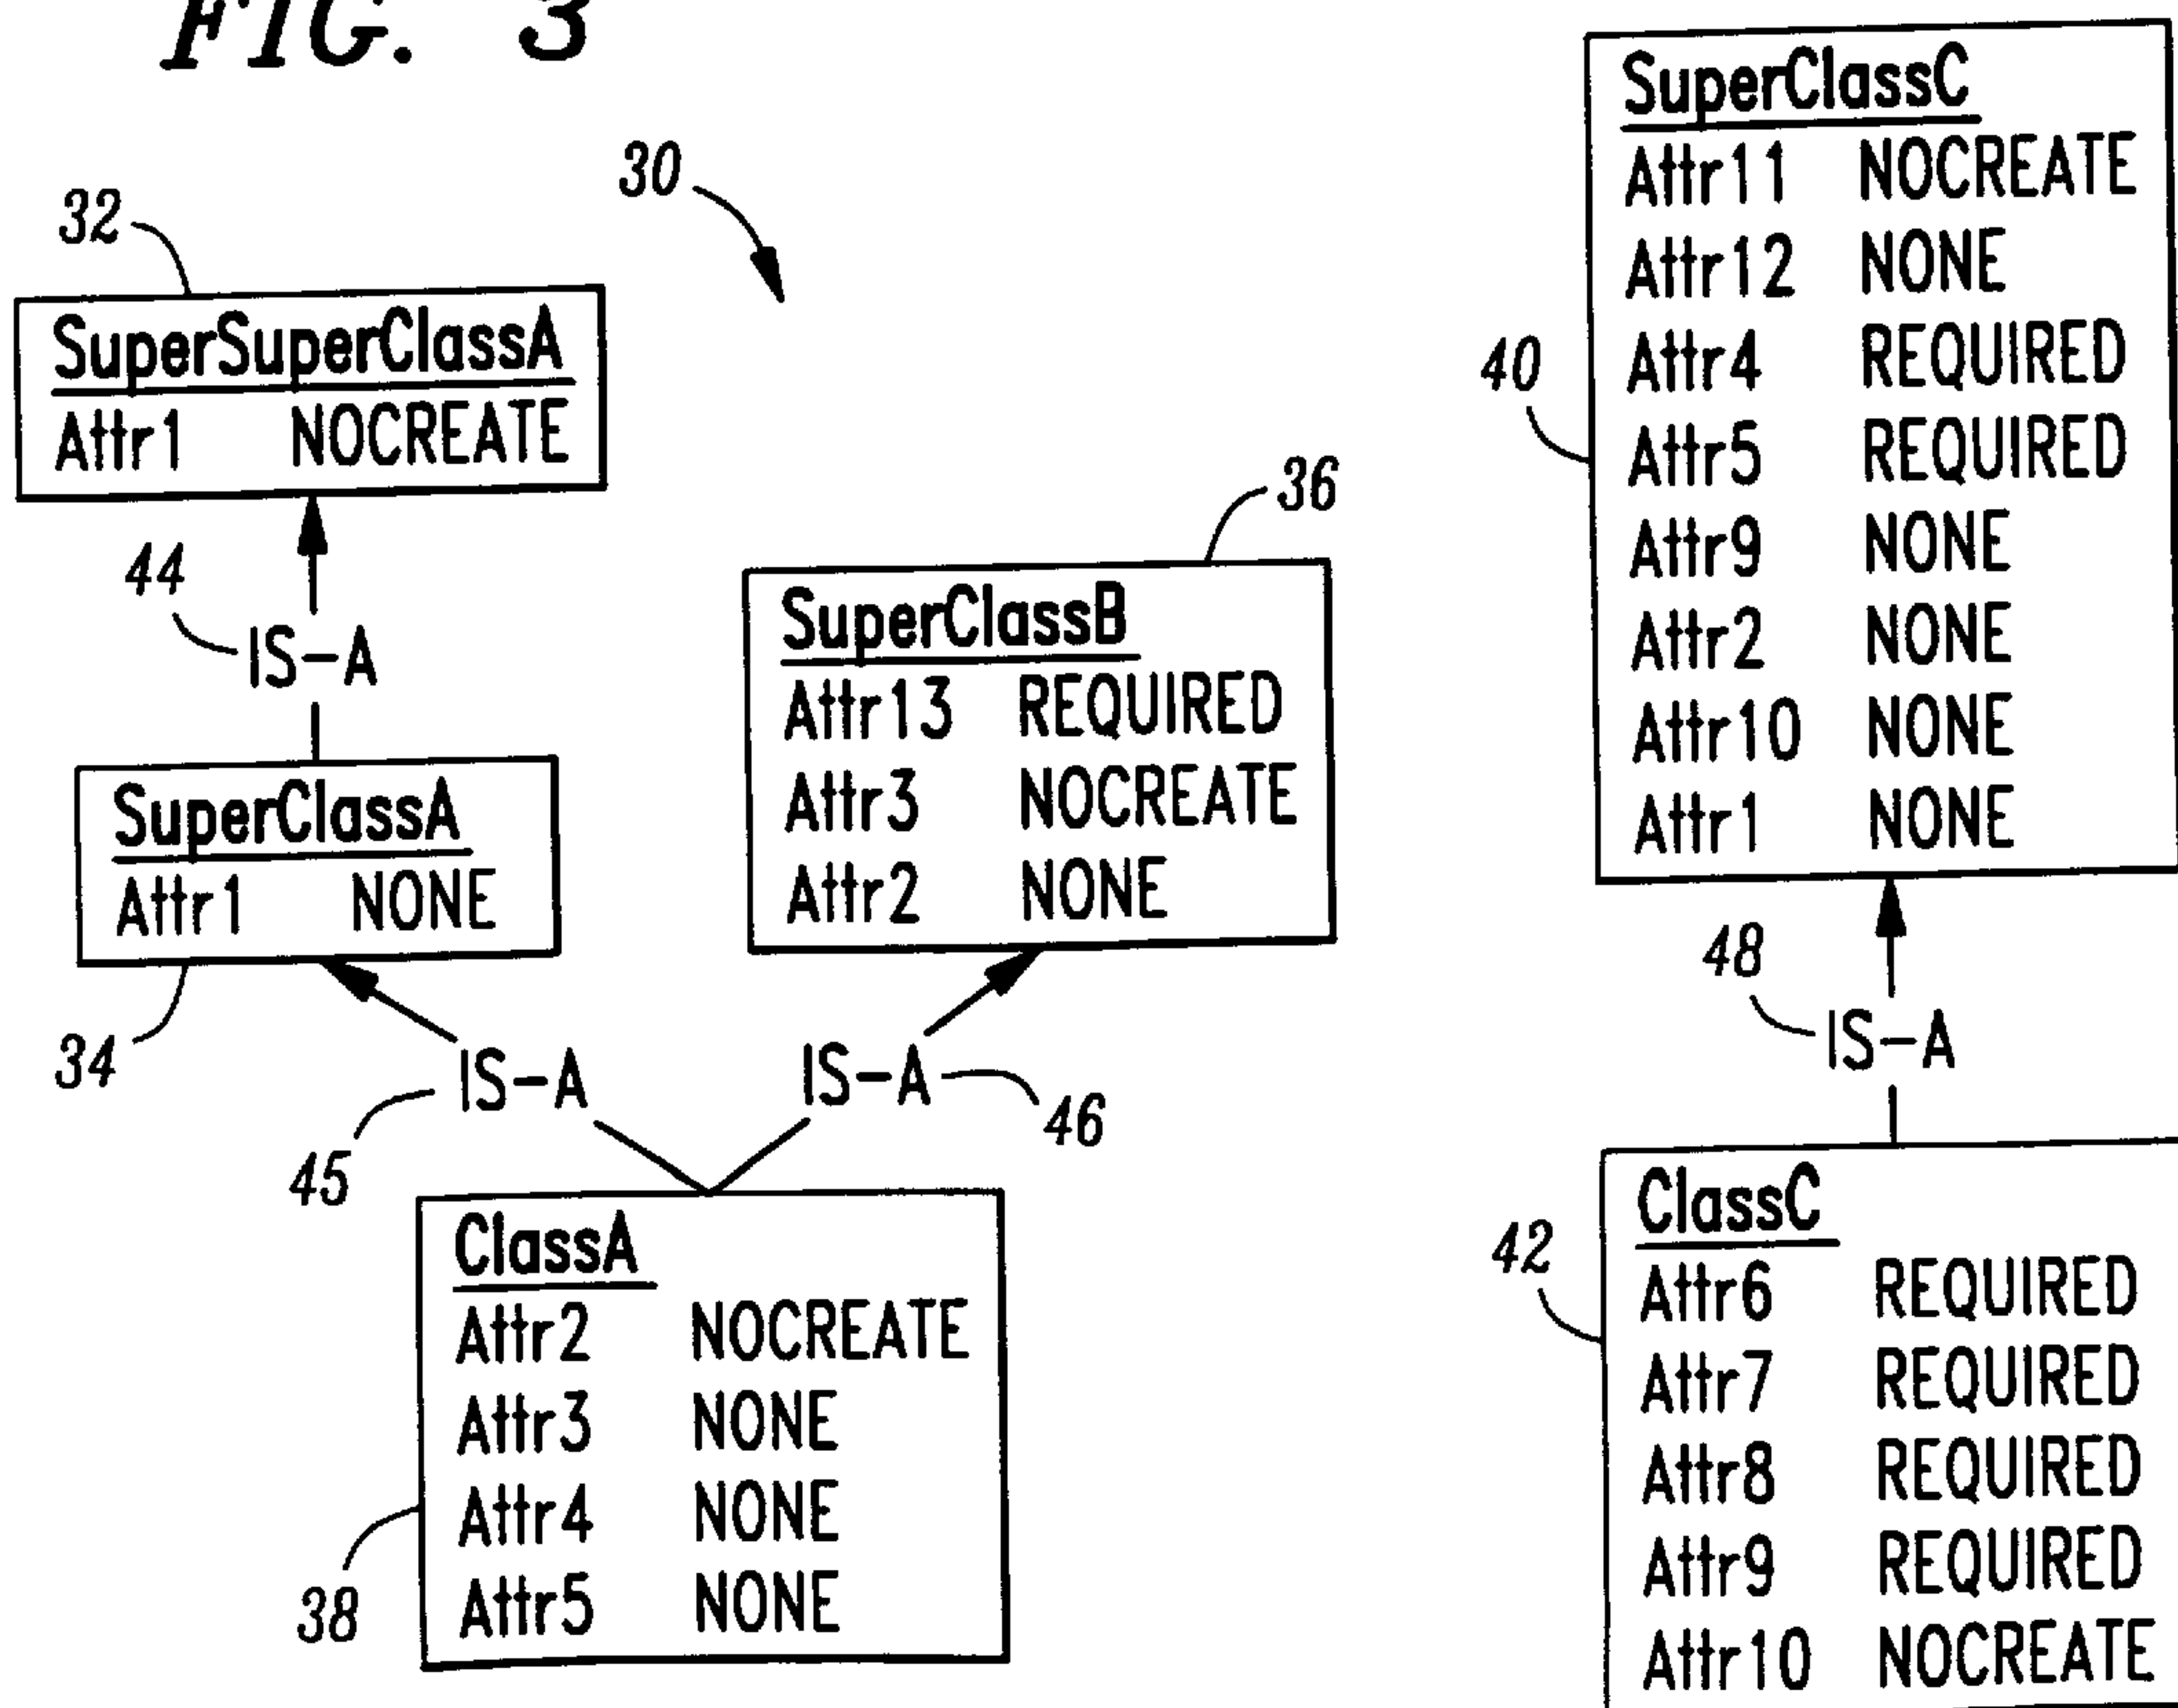 FIG. 3
30
32
SuperSuperClassA
Attr1 NOCREATE
44
IS-A
SuperClassA
Attr1 NONE
34
36
SuperClassB
Attr13 REQUIRED
Attr3 NOCREATE
Attr2 NONE
45
IS-A
IS-A
46
ClassA
Attr2 NOCREATE
Attr3 NONE
Attr4 NONE
Attr5 NONE
38
SuperClassC
Attr11 NOCREATE
Attr12 NONE
Attr4 REQUIRED
Attr5 REQUIRED
Attr9 NONE
Attr2 NONE
Attr10 NONE
Attr1 NONE
40
48
IS-A
42
ClassC
Attr6 REQUIRED
Attr7 REQUIRED
Attr8 REQUIRED
Attr9 REQUIRED
Attr10 NOCREATE